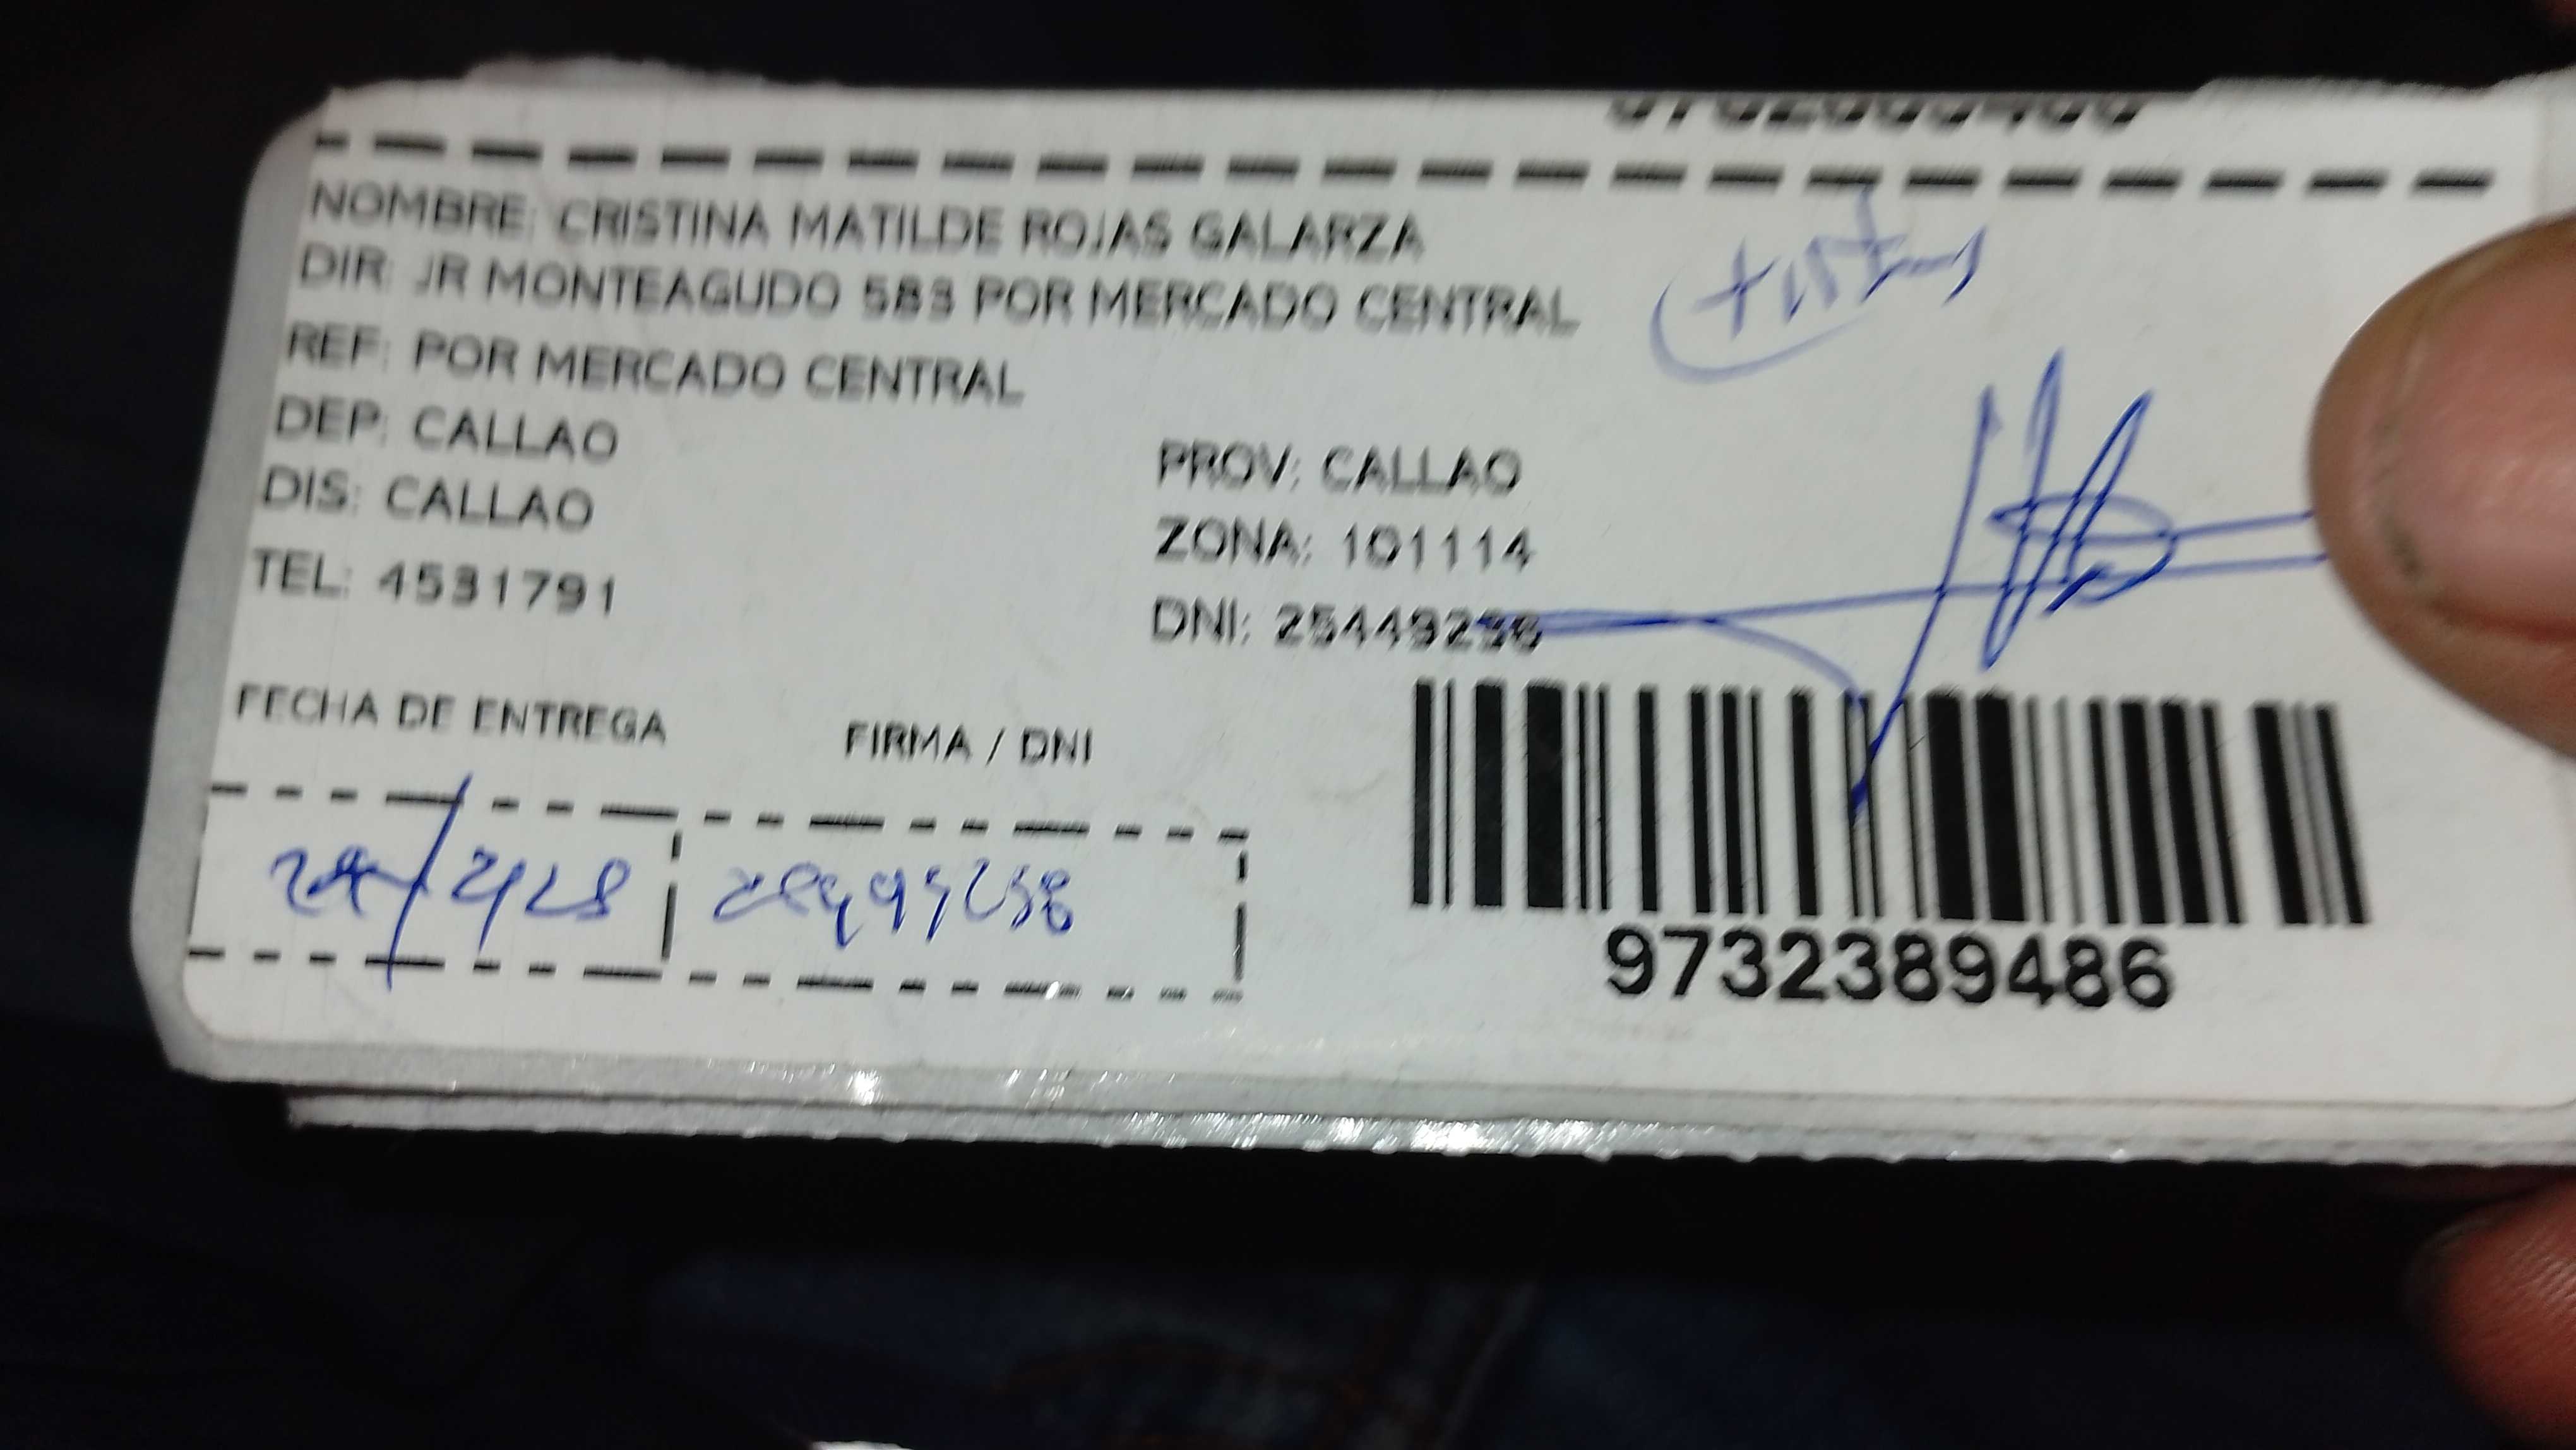 NOMBRE: CRISTINA MATILDE ROJAS GALARZA
DIR: JR MONTEAGUDO 583 POR MERCADO CENTRAL
REF: POR MERCADO CENTRAL
DEP: CALLAO
PROV: CALLAO
DIS: CALLAO
ZONA: 101114
TEL: 4531791
DNI:
FECHA DE ENTREGA
FIRMA / DNI
9732389486